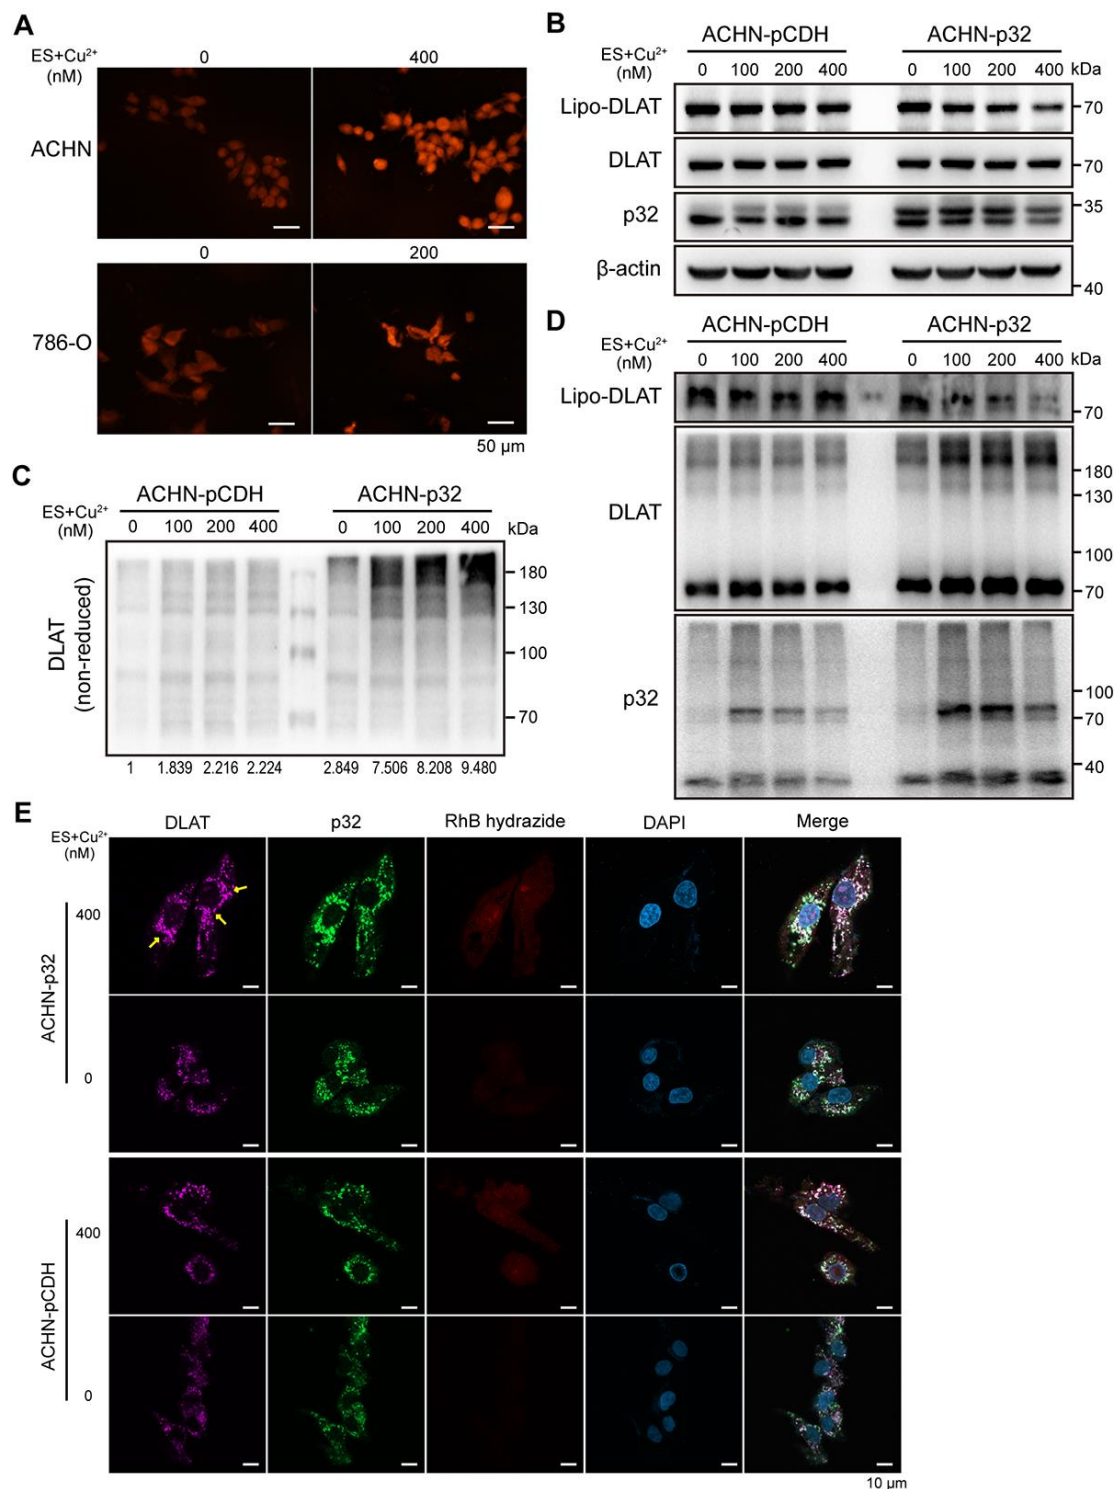 A
ES+Cu²⁺
(nM)
0 400
ACHN
0 200
786-O
50 µm
B
ACHN-pCDH ACHN-p32
ES+Cu²⁺
(nM)
0 100 200 400 0 100 200 400 kDa
Lipo-DLAT 70
DLAT 70
p32 35
β-actin 40
C
ACHN-pCDH ACHN-p32
ES+Cu²⁺
(nM)
0 100 200 400 0 100 200 400 kDa
DLAT
(non-reduced)
180
130
100
70
1 1.839 2.216 2.224 2.849 7.506 8.208 9.480
D
ACHN-pCDH ACHN-p32
ES+Cu²⁺
(nM)
0 100 200 400 0 100 200 400 kDa
Lipo-DLAT 70
DLAT
180
130
100
70
p32
100
70
40
E
ES+Cu²⁺
(nM)
DLAT p32 RhB hydrazide DAPI Merge
ACHN-p32
400
0
ACHN-pCDH
400
0
10 µm